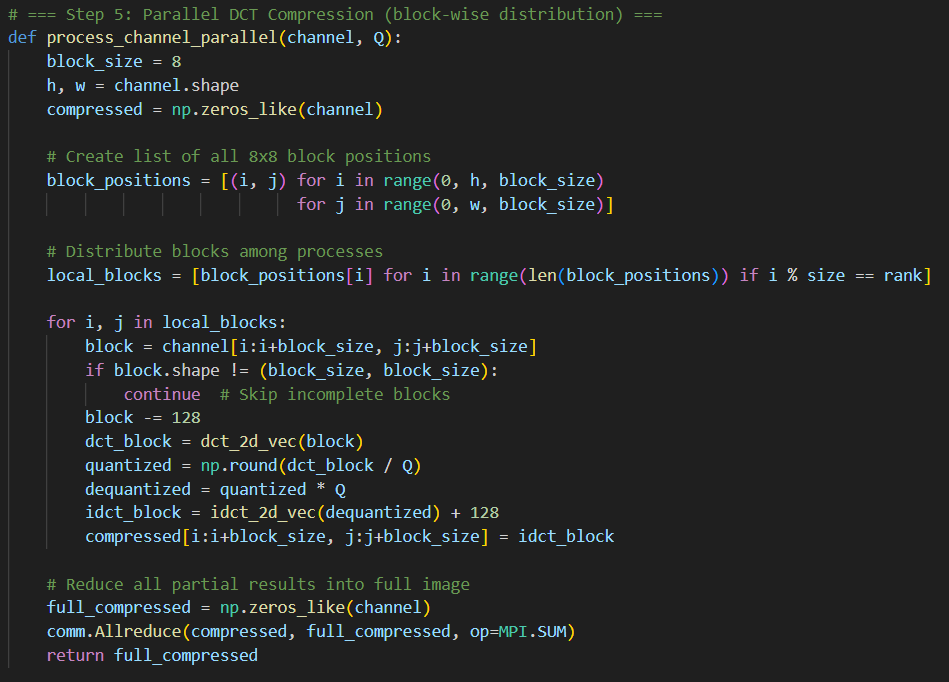 # === Step 5: Parallel DCT Compression (block-wise distribution) ===
def process_channel_parallel(channel, Q):
    block_size = 8
    h, w = channel.shape
    compressed = np.zeros_like(channel)

    # Create list of all 8x8 block positions
    block_positions = [(i, j) for i in range(0, h, block_size)
                              for j in range(0, w, block_size)]

    # Distribute blocks among processes
    local_blocks = [block_positions[i] for i in range(len(block_positions)) if i % size == rank]

    for i, j in local_blocks:
        block = channel[i:i+block_size, j:j+block_size]
        if block.shape != (block_size, block_size):
            continue  # Skip incomplete blocks
        block -= 128
        dct_block = dct_2d_vec(block)
        quantized = np.round(dct_block / Q)
        dequantized = quantized * Q
        idct_block = idct_2d_vec(dequantized) + 128
        compressed[i:i+block_size, j:j+block_size] = idct_block

    # Reduce all partial results into full image
    full_compressed = np.zeros_like(channel)
    comm.Allreduce(compressed, full_compressed, op=MPI.SUM)
    return full_compressed